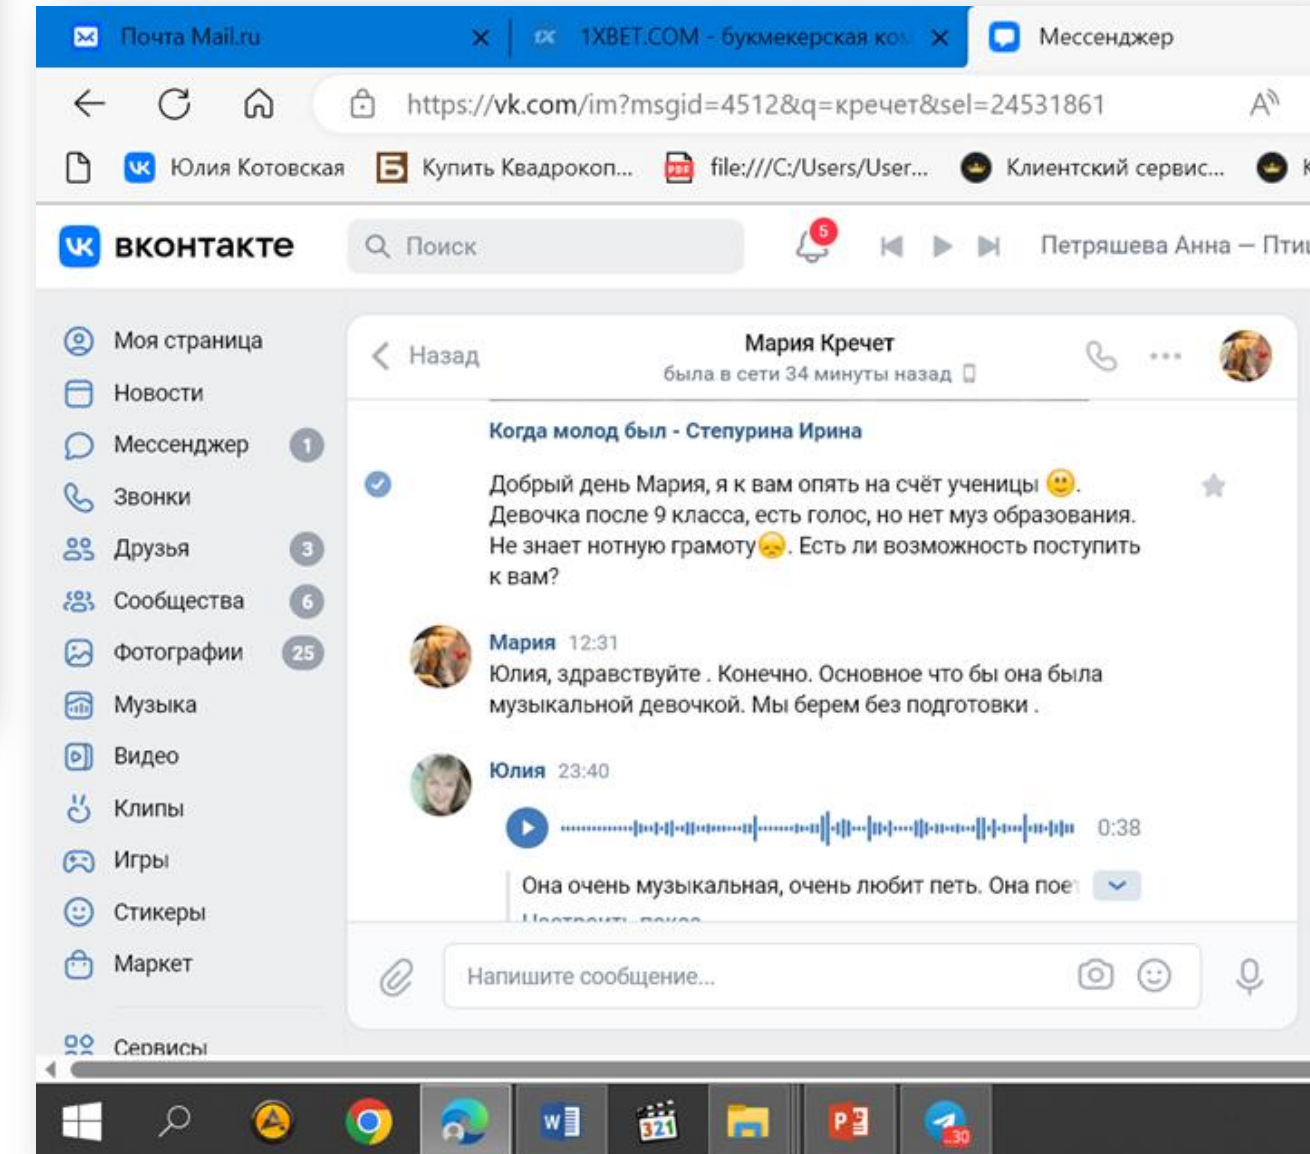 Почта Mail.ru
1XBET.COM - букмекерская ком
Мессенджер
https://vk.com/im?msgid=4512&q=кречет&sel=24531861
Юлия Котовская
Купить Квадрокоп...
file:///C:/Users/User...
Клиентский сервис...
К
вконтакте
Поиск
5
Петряшева Анна — Пти
Моя страница
Новости
Мессенджер 1
Звонки
Друзья 3
Сообщества 6
Фотографии 25
Музыка
Видео
Клипы
Игры
Стикеры
Маркет
Сервисы
Назад
Мария Кречет
была в сети 34 минуты назад
Когда молод был - Степурина Ирина
Добрый день Мария, я к вам опять на счёт ученицы 🙂.
Девочка после 9 класса, есть голос, но нет муз образования.
Не знает нотную грамоту😞. Есть ли возможность поступить
к вам?
Мария 12:31
Юлия, здравствуйте . Конечно. Основное что бы она была
музыкальной девочкой. Мы берем без подготовки .
Юлия 23:40
0:38
Она очень музыкальная, очень любит петь. Она поет
Настроить показ
Напишите сообщение...
321
...30